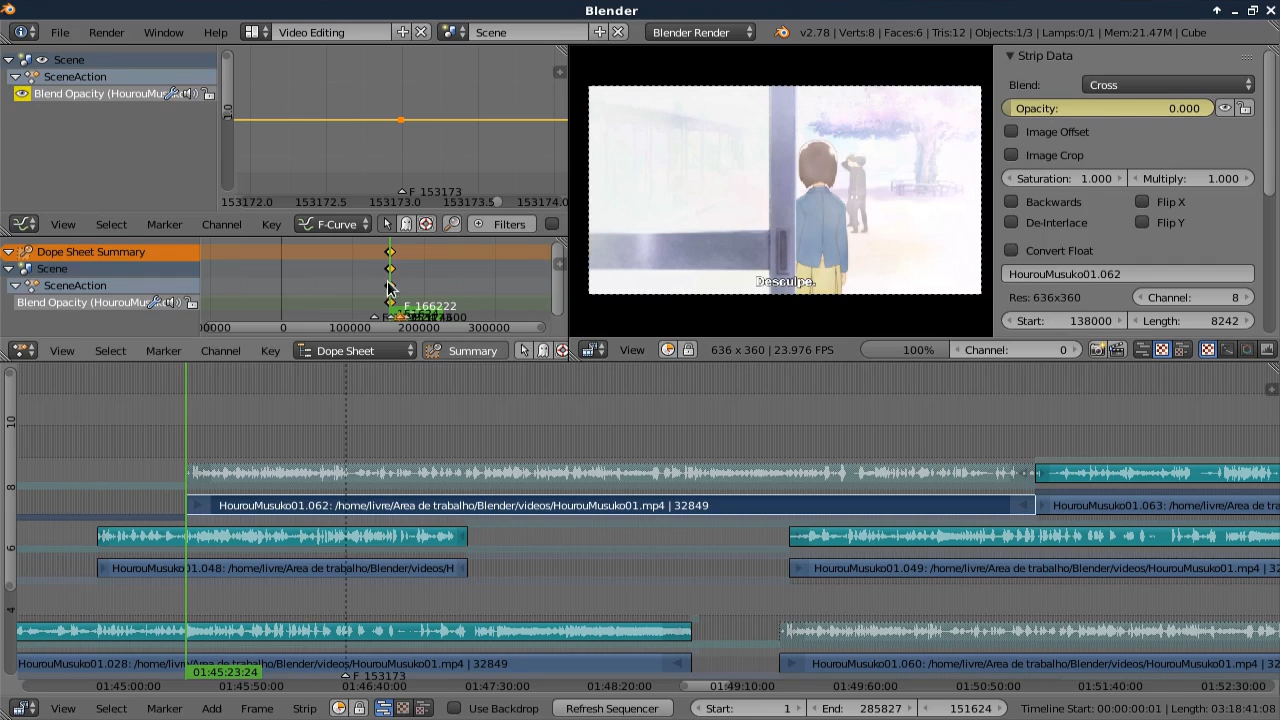 Blender
File Render Window Help Video Editing Scene Blender Render v2.78 | Verts:8 | Faces:6 | Tris:12 | Objects:1/3 | Lamps:0/1 | Mem:21.47M | Cube
Scene
SceneAction
Blend Opacity (HourouMus
1.0
F 153173
153172.0 153172.5 153173.0 153173.5 153174.0
View Select Marker Channel Key F-Curve Filters
Dope Sheet Summary
Scene
SceneAction
Blend Opacity (HourouMu
F 166222
0 100000 200000 300000
View Select Marker Channel Key Dope Sheet Summary
Desculpe.
View 636 x 360 | 23.976 FPS 100% Channel: 0
Strip Data
Blend: Cross
Opacity: 0.000
Image Offset
Image Crop
Saturation: 1.000 Multiply: 1.000
Backwards Flip X
De-Interlace Flip Y
Convert Float
HourouMusuko01.062
Res: 636x360 Channel: 8
Start: 138000 Length: 8242
10
8
HourouMusuko01.062: /home/livre/Area de trabalho/Blender/videos/HourouMusuko01.mp4 | 32849 HourouMusuko01.063: /home/livre/Area de tra
6
HourouMusuko01.048: /home/livre/Area de trabalho/Blender/videos/H HourouMusuko01.049: /home/livre/Area de trabalho/Blender/videos/HourouMusuko01.mp4 | 32
4
HourouMusuko01.028: /home/livre/Area de trabalho/Blender/videos/HourouMusuko01.mp4 | 32849 /home/livre/Area de trabalho/Blender/videos/HourouMusuko01.mp4 | 32849
01:45:23:24 F 153173
01:45:00:00 01:45:50:00 01:46:40:00 01:47:30:00 01:48:20:00 01:49:10:00 01:49:60:00 01:50:50:00 01:51:40:00 01:52:30:00
View Select Marker Add Frame Strip Use Backdrop Refresh Sequencer Start: 1 End: 285827 151624 Timeline In: 00:00:00:01 | Length: 03:18:41:08